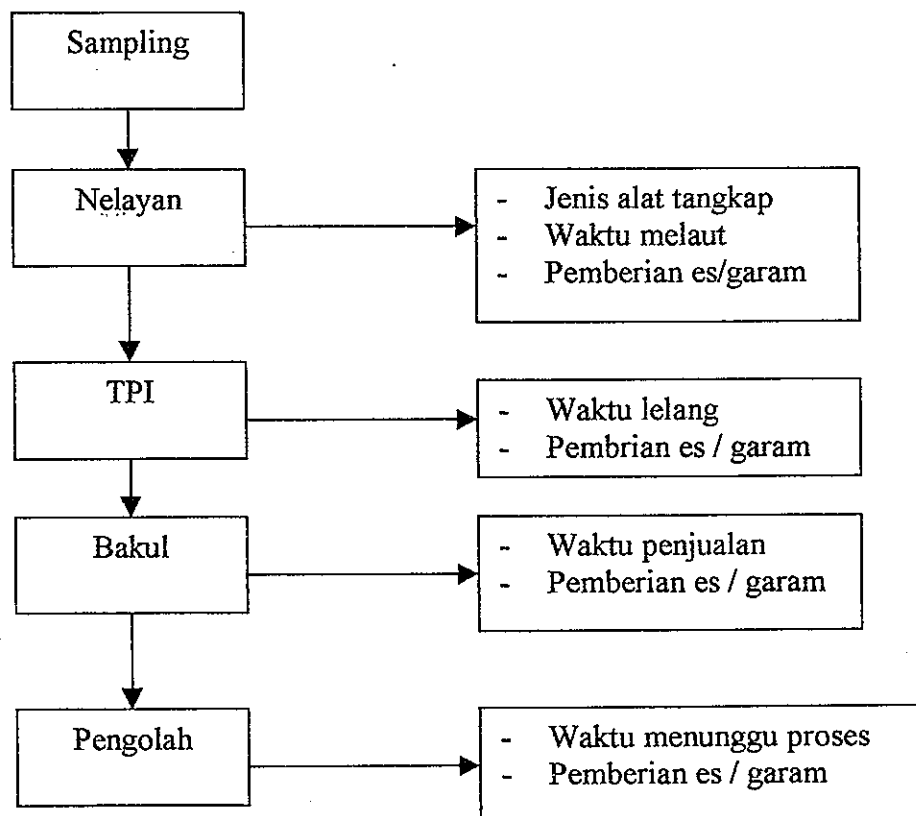 Sampling
Nelayan
- Jenis alat tangkap
- Waktu melaut
- Pemberian es/garam
TPI
- Waktu lelang
- Pembrian es / garam
Bakul
- Waktu penjualan
- Pemberian es / garam
Pengolah
- Waktu menunggu proses
- Pemberian es / garam